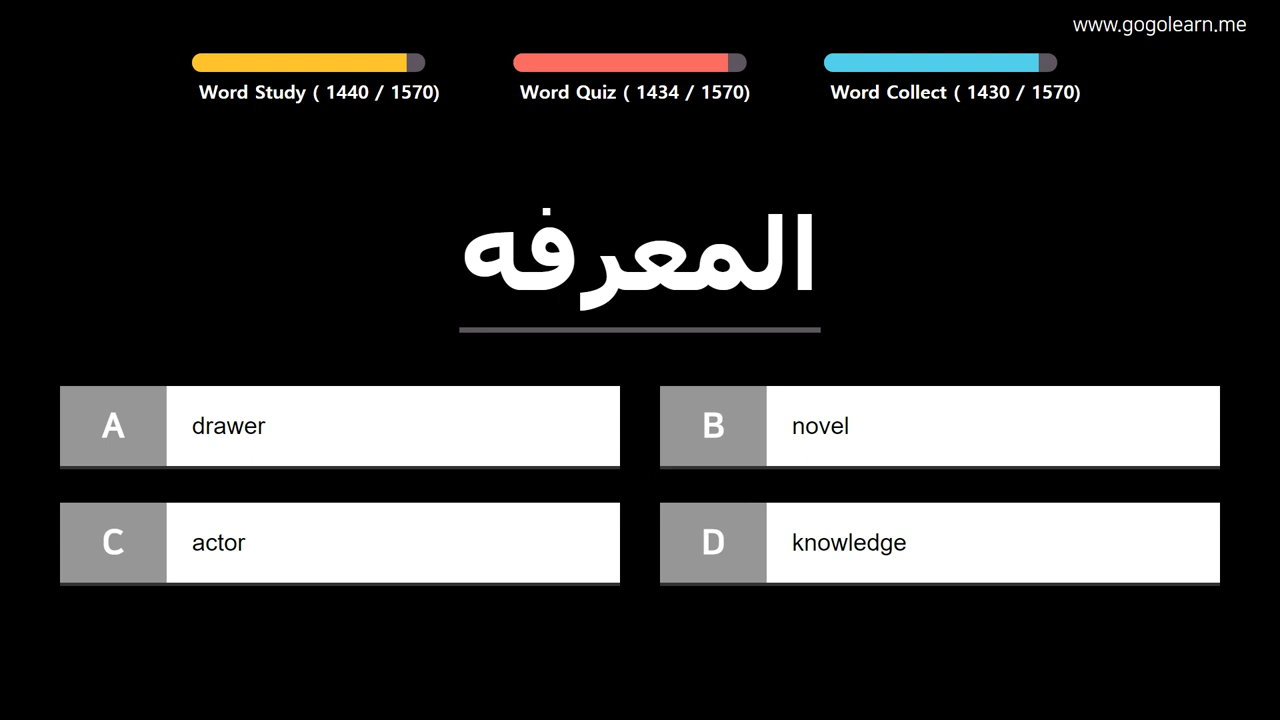 www.gogolearn.me
Word Study ( 1440 / 1570)
Word Quiz ( 1434 / 1570)
Word Collect ( 1430 / 1570)
المعرفه
A drawer
B novel
C actor
D knowledge